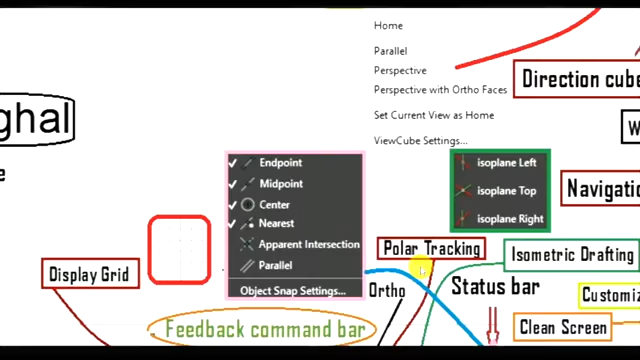 Home
Parallel
Perspective
Perspective with Ortho Faces
Set Current View as Home
ViewCube Settings...
Direction cube
ghal
W
e
Endpoint
Midpoint
Center
Nearest
Apparent Intersection
Parallel
Object Snap Settings...
isoplane Left
isoplane Top
isoplane Right
Navigatio
Polar Tracking
Isometric Drafting
Display Grid
Ortho
Status bar
Customiz
Feedback command bar
Clean Screen